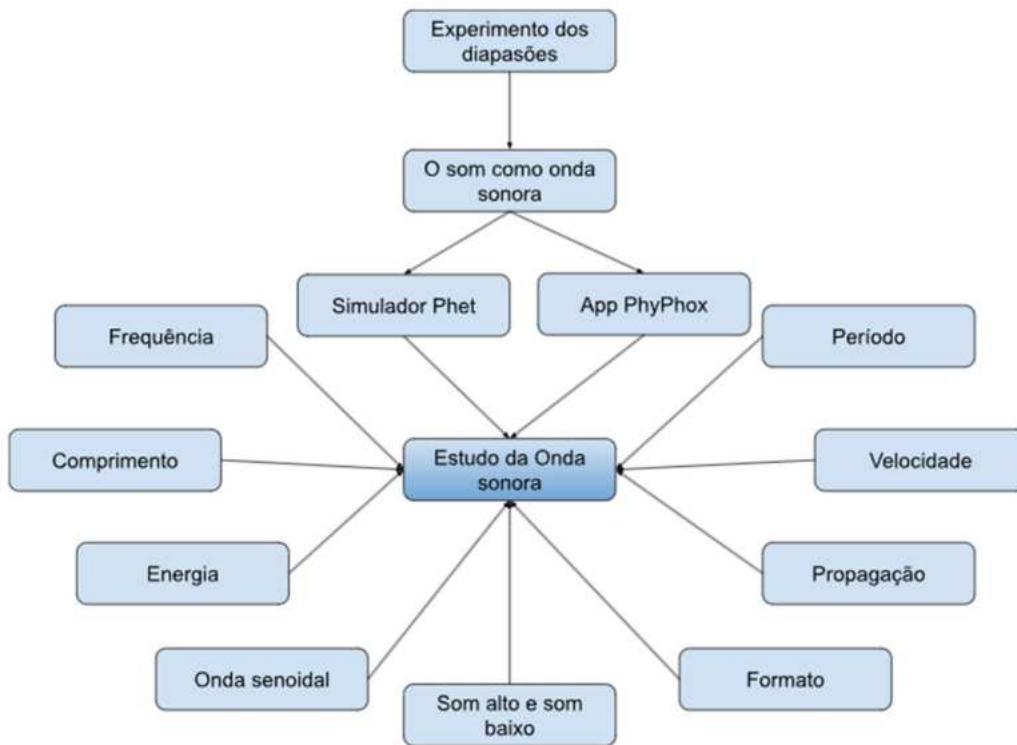 Experimento dos
diapasões
O som como onda
sonora
Simulador Phet
App PhyPhox
Frequência
Período
Comprimento
Estudo da Onda
sonora
Velocidade
Energia
Propagação
Onda senoidal
Som alto e som
baixo
Formato